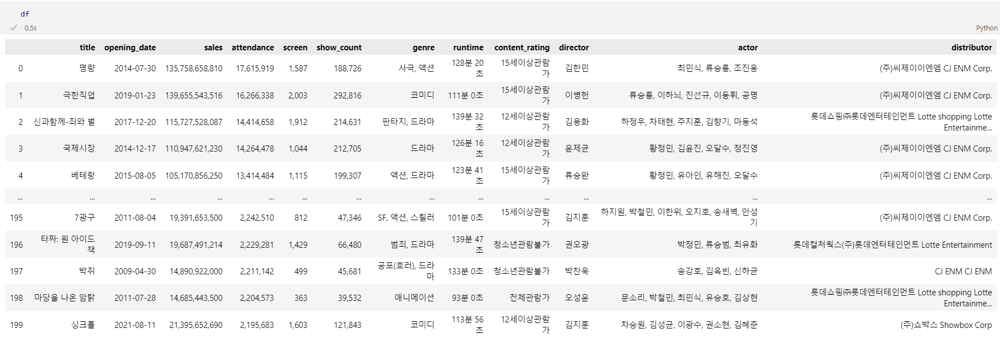 df
0.5s
Python
title opening_date sales attendance screen show_count genre runtime content_rating director actor distributor
0 명량 2014-07-30 135,758,658,810 17,615,919 1,587 188,726 사극, 액션 128분 20초 15세이상관람가 김한민 최민식, 류승룡, 조진웅 (주)씨제이이엔엠 CJ ENM Corp.
1 극한직업 2019-01-23 139,655,543,516 16,266,338 2,003 292,816 코미디 111분 0초 15세이상관람가 이병헌 류승룡, 이하늬, 진선규, 이동휘, 공명 (주)씨제이이엔엠 CJ ENM Corp.
2 신과함께-죄와 벌 2017-12-20 115,727,528,087 14,414,658 1,912 214,631 판타지, 드라마 139분 32초 12세이상관람가 김용화 하정우, 차태현, 주지훈, 김향기, 마동석 롯데쇼핑㈜롯데엔터테인먼트 Lotte shopping Lotte Entertainme...
3 국제시장 2014-12-17 110,947,621,230 14,264,478 1,044 212,705 드라마 126분 16초 12세이상관람가 윤제균 황정민, 김윤진, 오달수, 정진영 (주)씨제이이엔엠 CJ ENM Corp.
4 베테랑 2015-08-05 105,170,856,250 13,414,484 1,115 199,307 액션, 드라마 123분 41초 15세이상관람가 류승완 황정민, 유아인, 유해진, 오달수 (주)씨제이이엔엠 CJ ENM Corp.
... ... ... ... ... ... ... ... ... ... ... ... ...
195 7광구 2011-08-04 19,391,653,500 2,242,510 812 47,346 SF, 액션, 스릴러 101분 0초 15세이상관람가 김지훈 하지원, 박철민, 이한위, 오지호, 송새벽, 안성기 (주)씨제이이엔엠 CJ ENM Corp.
196 타짜: 원 아이드 잭 2019-09-11 19,687,491,214 2,229,281 1,429 66,480 범죄, 드라마 139분 47초 청소년관람불가 권오광 박정민, 류승범, 최유화 롯데컬처웍스(주)롯데엔터테인먼트 Lotte Entertainment
197 박쥐 2009-04-30 14,890,922,000 2,211,142 499 45,681 공포(호러), 드라마 133분 0초 청소년관람불가 박찬욱 송강호, 김옥빈, 신하균 CJ ENM CJ ENM
198 마당을 나온 암탉 2011-07-28 14,685,443,500 2,204,573 363 39,532 애니메이션 93분 0초 전체관람가 오성윤 문소리, 박철민, 최민식, 유승호, 김상현 롯데쇼핑㈜롯데엔터테인먼트 Lotte shopping Lotte Entertainme...
199 싱크홀 2021-08-11 21,395,652,690 2,195,683 1,603 121,843 코미디 113분 56초 12세이상관람가 김지훈 차승원, 김성균, 이광수, 권소현, 김혜준 (주)쇼박스 Showbox Corp